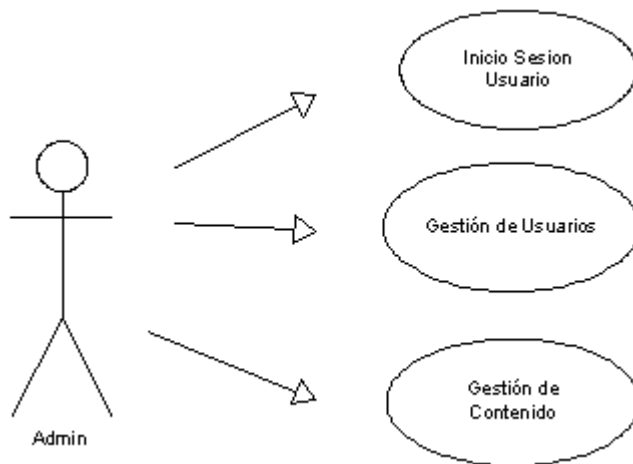 Inicio Sesion
Usuario
Gestión de Usuarios
Gestión de
Contenido
Admin